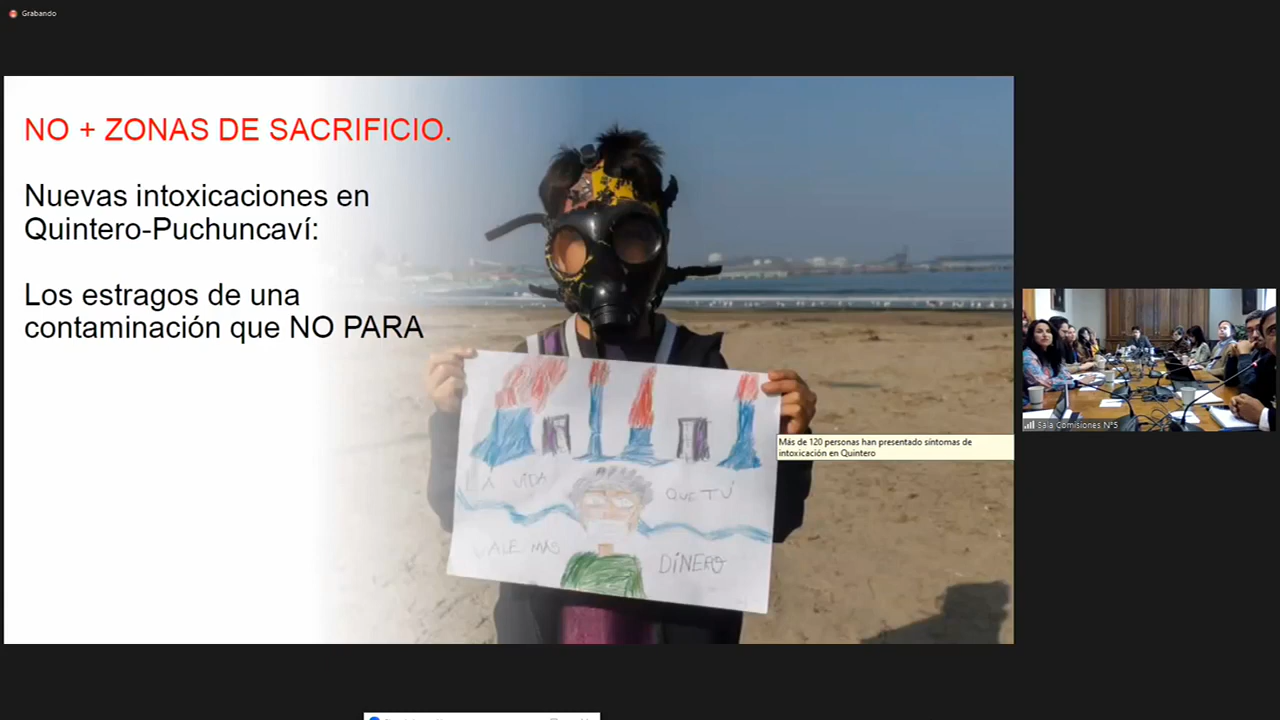 Grabando
NO + ZONAS DE SACRIFICIO.
Nuevas intoxicaciones en
Quintero-Puchuncaví:
Los estragos de una
contaminación que NO PARA
LA VIDA QUE TÚ
VALE MÁS DINERO
Más de 120 personas han presentado síntomas de
intoxicación en Quintero
Sala Comisiones N°5